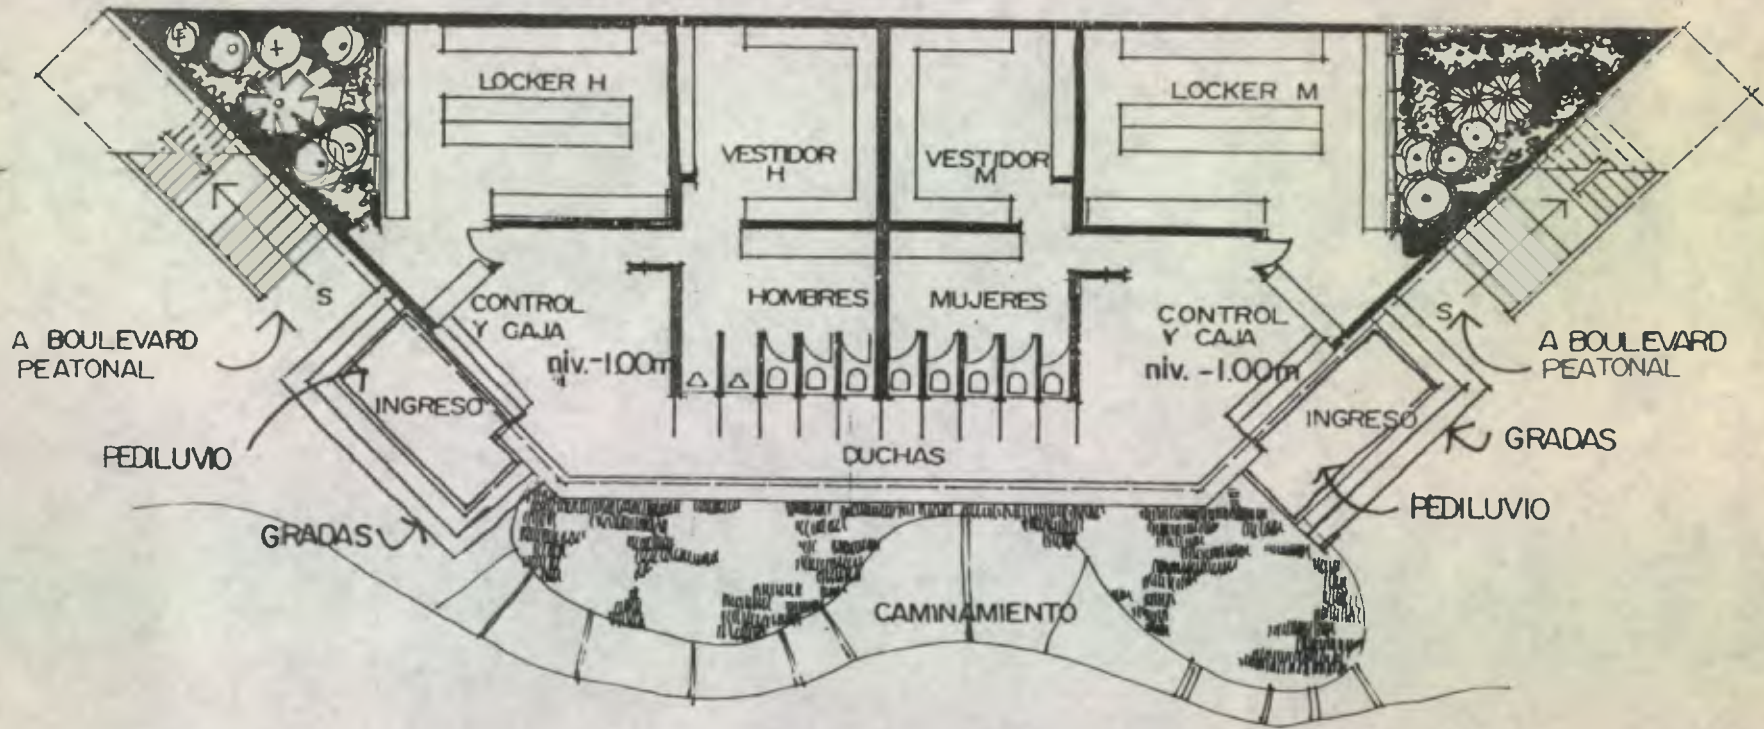 LOCKER H
LOCKER M
VESTIDOR
H
VESTIDOR
M
S
CONTROL
Y CAJA
niv.-1.00m
HOMBRES
MUJERES
CONTROL
Y CAJA
niv. -1.00m
S
A BOULEVARD
PEATONAL
A BOULEVARD
PEATONAL
INGRESO
INGRESO
PEDILUVIO
DUCHAS
GRADAS
PEDILUVIO
GRADAS
CAMINAMIENTO